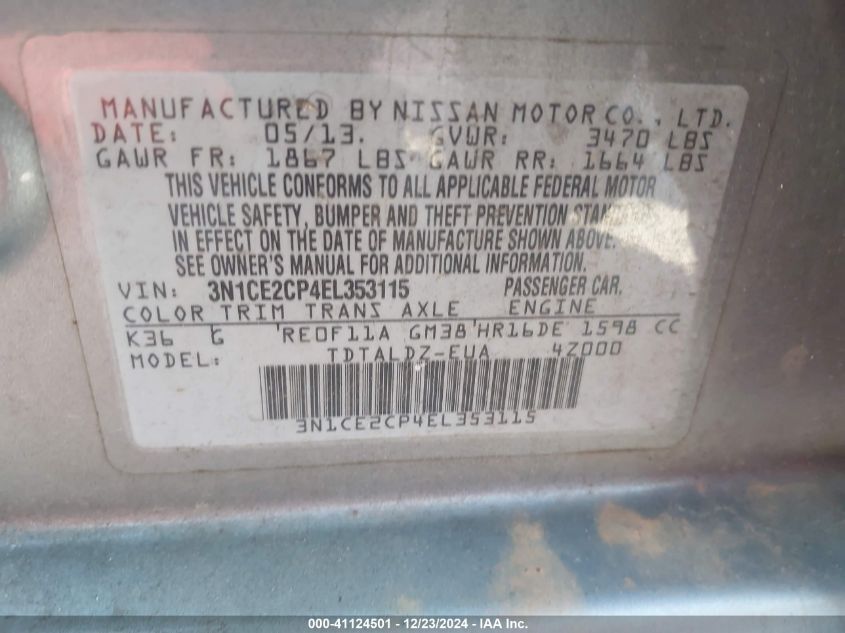 MANUFACTURED BY NISSAN MOTOR CO., LTD.
DATE: 05/13. GVWR: 3470 LBS
GAWR FR: 1867 LBS GAWR RR: 1664 LBS
THIS VEHICLE CONFORMS TO ALL APPLICABLE FEDERAL MOTOR
VEHICLE SAFETY, BUMPER AND THEFT PREVENTION
IN EFFECT ON THE DATE OF MANUFACTURE SHOWN ABOVE.
SEE OWNER'S MANUAL FOR ADDITIONAL INFORMATION
VIN: 3N1CE2CP4EL353115 PASSENGER CAR.
COLOR TRIM TRANS AXLE ENGINE
K36 G RE0F11A GM38 HR16DE 1598 CC
MODEL: TDTALDZ-EUA 4Z000
3N1CE2CP4EL353115
000-41124501 - 12/23/2024 - IAA Inc.